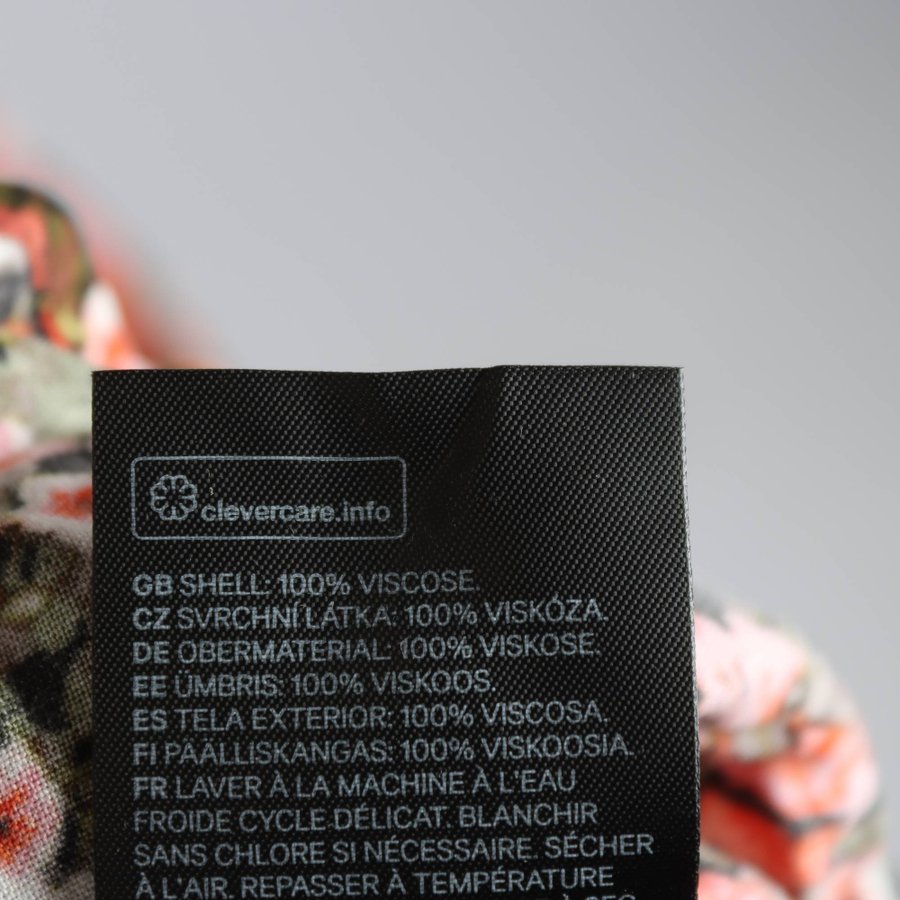 clevercare.info
GB SHELL: 100% VISCOSE.
CZ SVRCHNÍ LÁTKA: 100% VISKÓZA.
DE OBERMATERIAL: 100% VISKOSE.
EE ÜMBRIS: 100% VISKOOS.
ES TELA EXTERIOR: 100% VISCOSA.
FI PÄÄLLISKANGAS: 100% VISKOOSIA.
FR LAVER À LA MACHINE À L'EAU
FROIDE CYCLE DÉLICAT. BLANCHIR
SANS CHLORE SI NÉCESSAIRE. SÉCHER
À L'AIR. REPASSER À TEMPÉRATURE